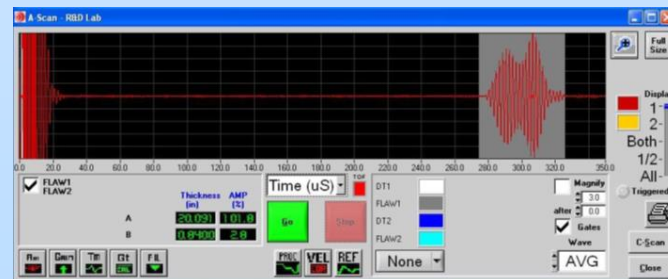 A-Scan - R&D Lab
Full
Size
0.0 20.0 40.0 60.0 80.0 100.0 120.0 140.0 160.0 180.0 200.0 220.0 240.0 260.0 280.0 300.0 320.0 350.0
Displa
1-
2-
Both-
1/2-
All-
Triggered
FLAW1
FLAW2
Thickness AMP
(in) (%)
A 20.091 101.8
B 0.8400 2.8
Time (uS)
TOF
Go
Stop
DT1
FLAW1
DT2
FLAW2
None
Magnify
3.0
after 0.0
Gates
Wave
AVG
C-Scan
Close
Gt
FIL
PROC VEL REF